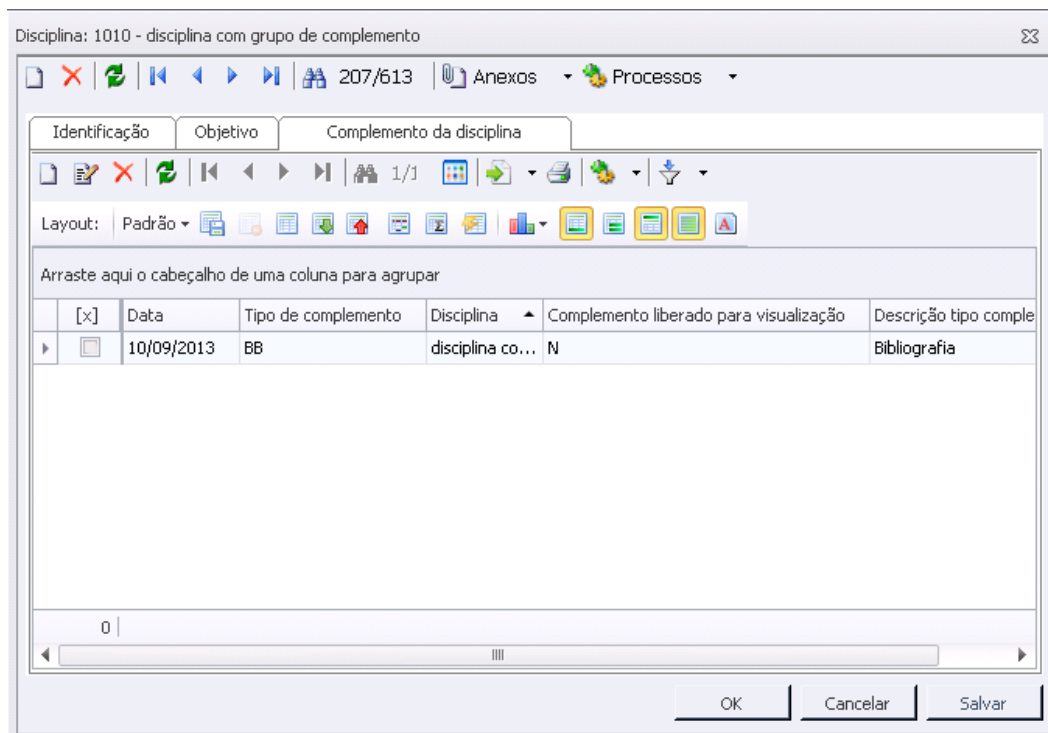 Disciplina: 1010 - disciplina com grupo de complemento
207/613 Anexos Processos
Identificação Objetivo Complemento da disciplina
1/1
Layout: Padrão
Arraste aqui o cabeçalho de uma coluna para agrupar
[x] Data Tipo de complemento Disciplina Complemento liberado para visualização Descrição tipo comple
10/09/2013 BB disciplina co... N Bibliografia
0
OK Cancelar Salvar